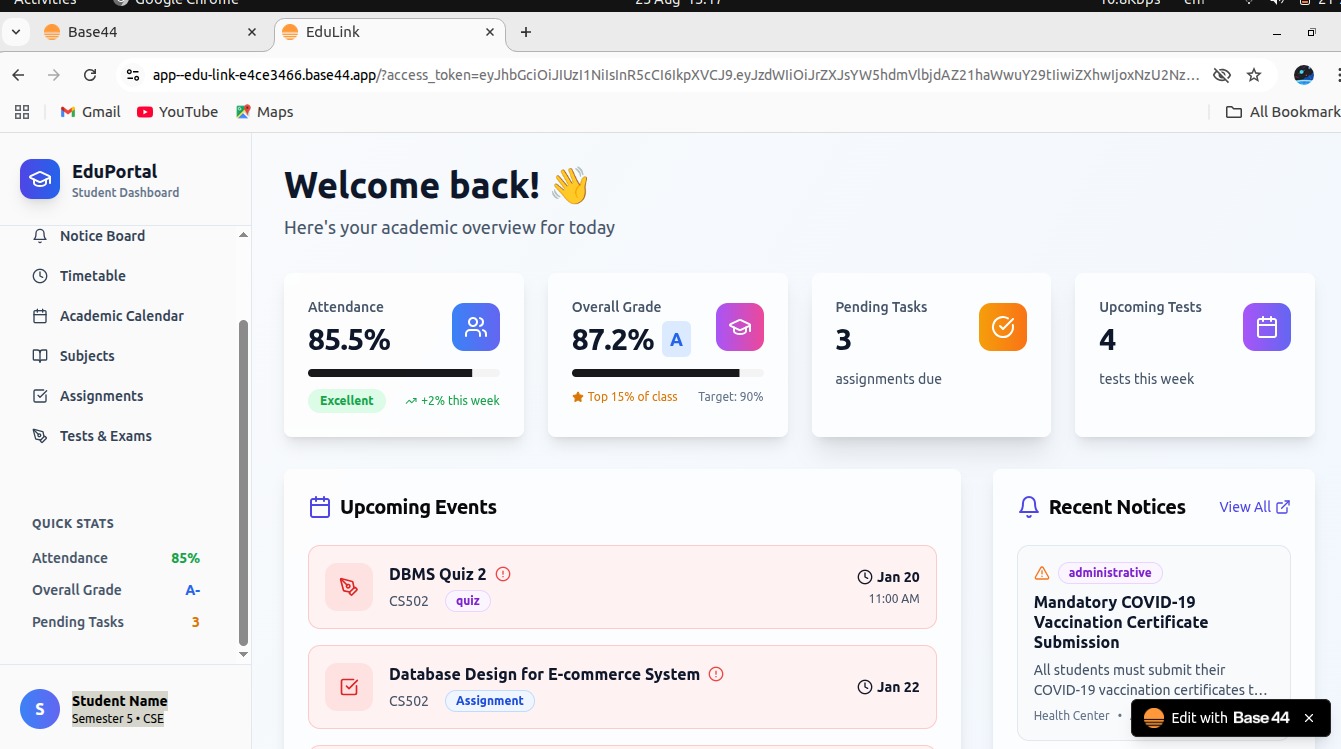 Activities Google Chrome
Base44
EduLink
app--edu-link-e4ce3466.base44.app/?access_token=eyJhbGciOiJIUzI1NiIsInR5cCI6IkpXVCJ9.eyJzdWIiOiJrZXJsYW5hdmVlbjdAZ21haWwuY29tIiwiZXhwIjoxNzU2Nz...
Gmail YouTube Maps
All Bookmark
EduPortal
Student Dashboard
Notice Board
Timetable
Academic Calendar
Subjects
Assignments
Tests & Exams
QUICK STATS
Attendance 85%
Overall Grade A-
Pending Tasks 3
S
Student Name
Semester 5 • CSE
Welcome back! 👋
Here's your academic overview for today
Attendance
85.5%
Excellent +2% this week
Overall Grade
87.2% A
Top 15% of class Target: 90%
Pending Tasks
3
assignments due
Upcoming Tests
4
tests this week
Upcoming Events
DBMS Quiz 2
CS502 quiz
Jan 20
11:00 AM
Database Design for E-commerce System
CS502 Assignment
Jan 22
Recent Notices View All
administrative
Mandatory COVID-19
Vaccination Certificate
Submission
All students must submit their
COVID-19 vaccination certificates t...
Health Center •
Edit with Base44